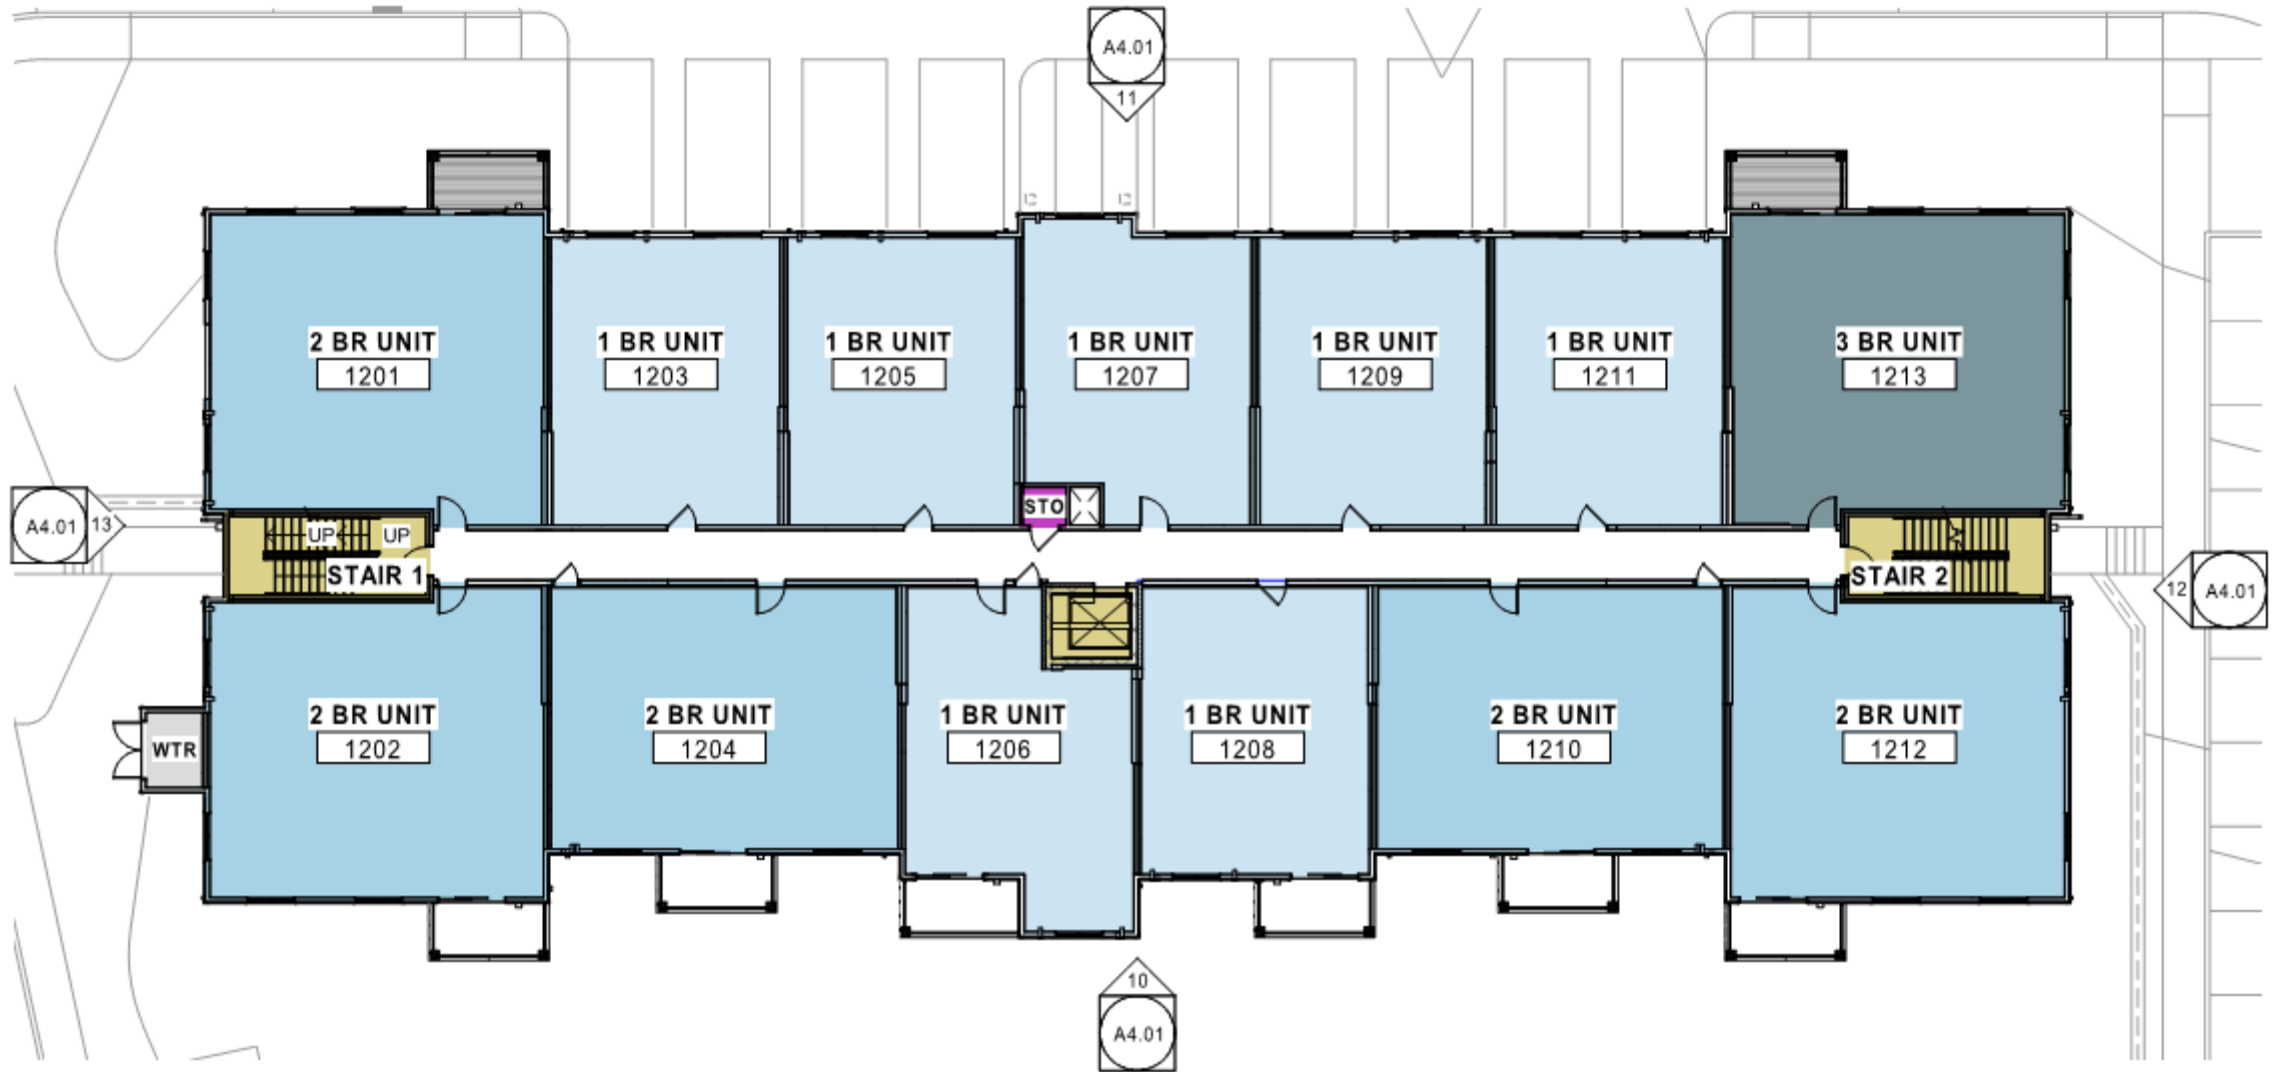 A4.01
11
2 BR UNIT
1201
1 BR UNIT
1203
1 BR UNIT
1205
1 BR UNIT
1207
1 BR UNIT
1209
1 BR UNIT
1211
3 BR UNIT
1213
STO
A4.01
13
UP
UP
STAIR 1
STAIR 2
12
A4.01
2 BR UNIT
1202
2 BR UNIT
1204
1 BR UNIT
1206
1 BR UNIT
1208
2 BR UNIT
1210
2 BR UNIT
1212
WTR
10
A4.01